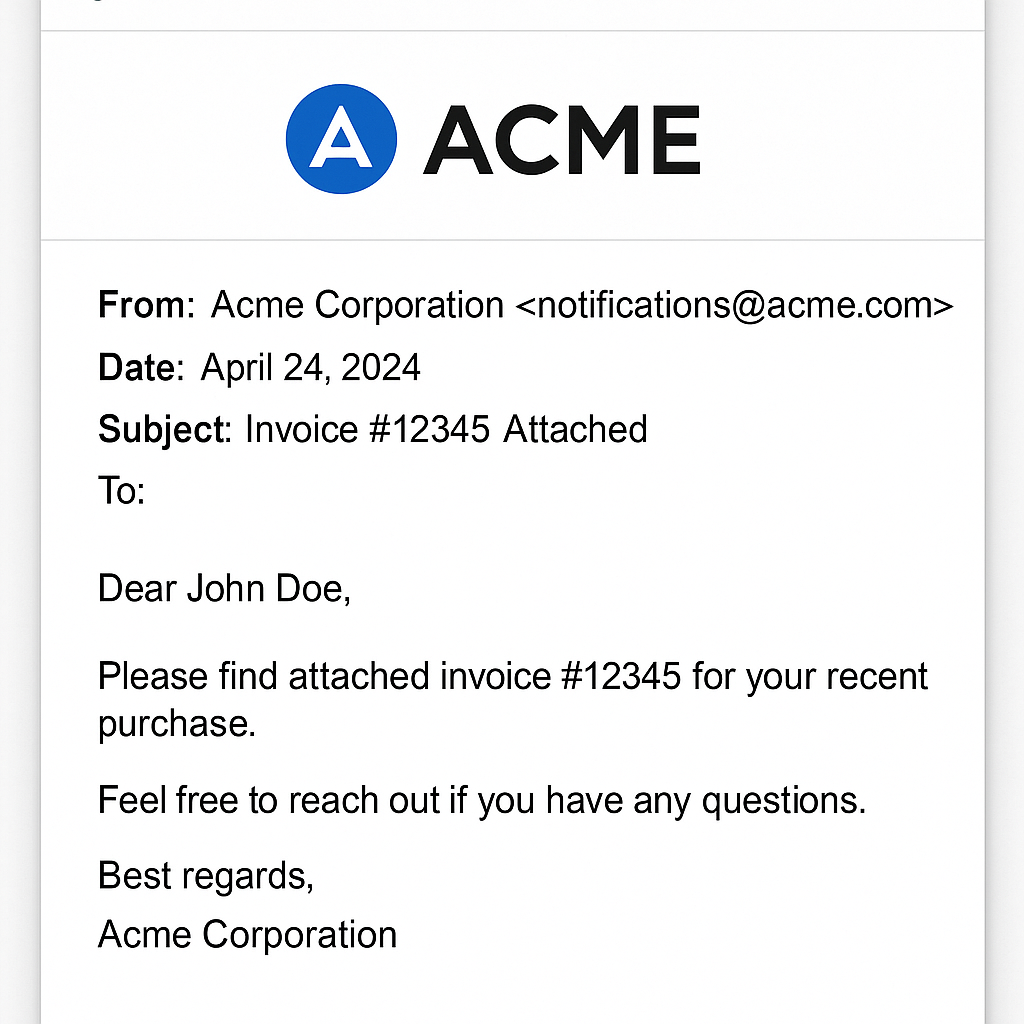 A ACME
From: Acme Corporation <notifications@acme.com>
Date: April 24, 2024
Subject: Invoice #12345 Attached
To:
Dear John Doe,
Please find attached invoice #12345 for your recent
purchase.
Feel free to reach out if you have any questions.
Best regards,
Acme Corporation